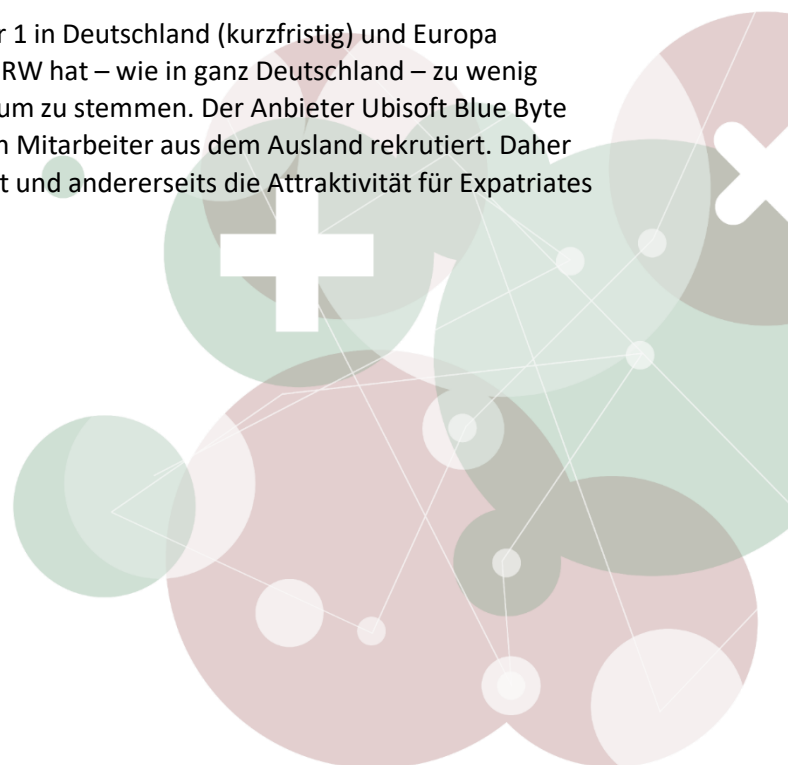 r 1 in Deutschland (kurzfristig) und Europa
RW hat – wie in ganz Deutschland – zu wenig
um zu stemmen. Der Anbieter Ubisoft Blue Byte
n Mitarbeiter aus dem Ausland rekrutiert. Daher
t und andererseits die Attraktivität für Expatriates